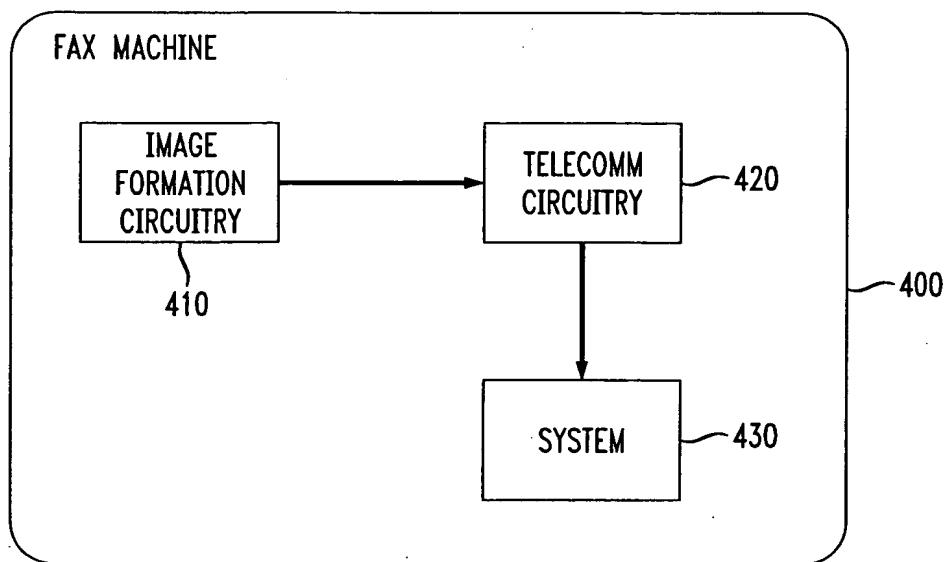 FAX MACHINE
IMAGE
FORMATION
CIRCUITRY
410
TELECOMM
CIRCUITRY
420
400
SYSTEM
430